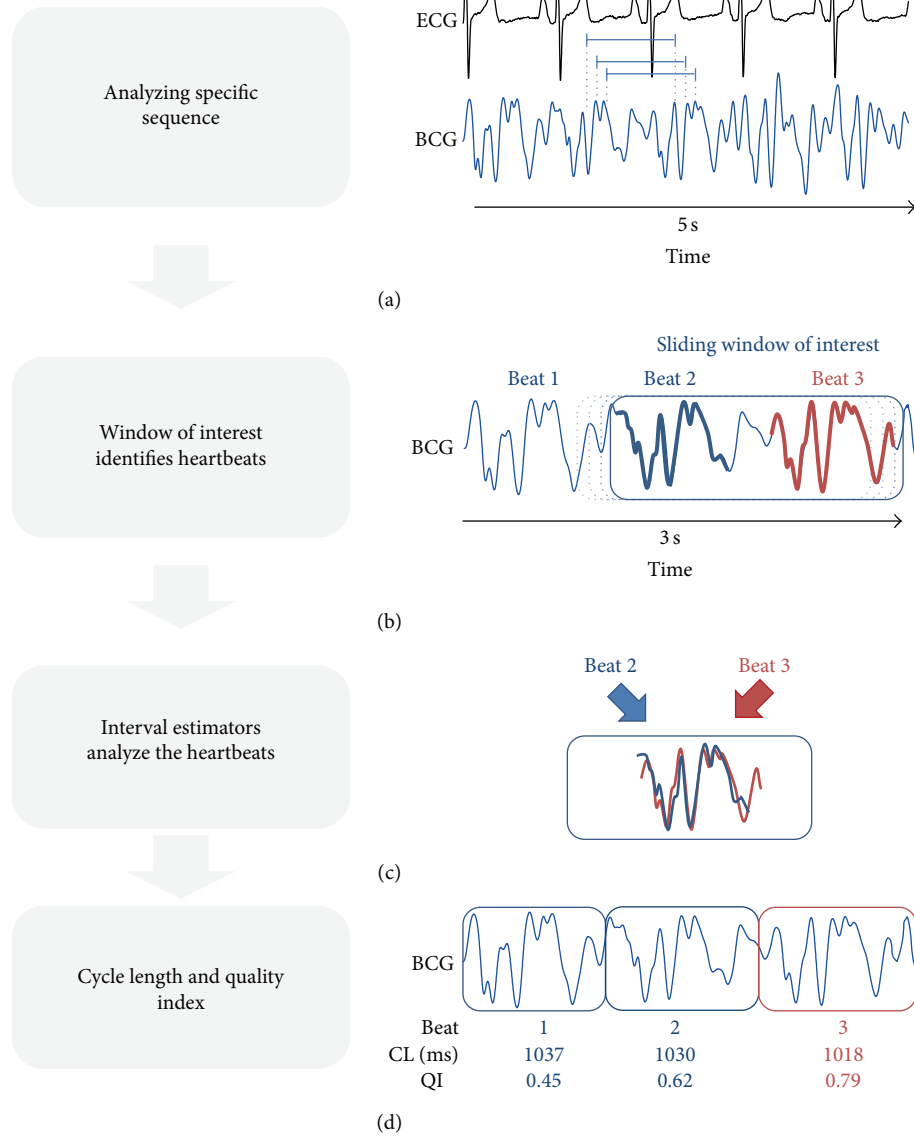 Analyzing specific
sequence
ECG
BCG
5 s
Time
(a)
Window of interest
identifies heartbeats
Sliding window of interest
Beat 1
Beat 2
Beat 3
BCG
3 s
Time
(b)
Interval estimators
analyze the heartbeats
Beat 2
Beat 3
(c)
Cycle length and quality
index
BCG
Beat 1 2 3
CL (ms) 1037 1030 1018
QI 0.45 0.62 0.79
(d)